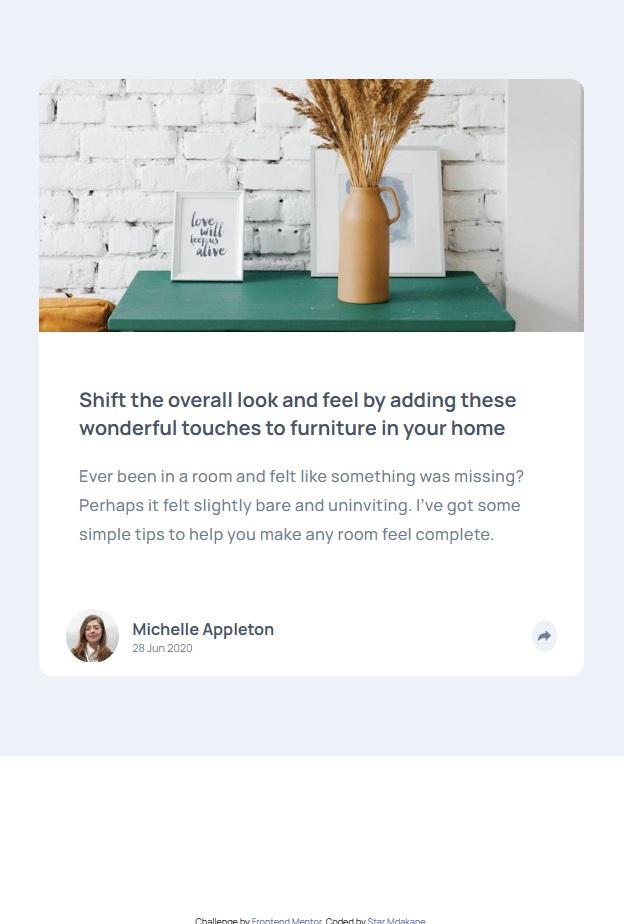 love
will
keep us
alive
Shift the overall look and feel by adding these
wonderful touches to furniture in your home
Ever been in a room and felt like something was missing?
Perhaps it felt slightly bare and uninviting. I’ve got some
simple tips to help you make any room feel complete.
Michelle Appleton
28 Jun 2020
Challenge by Frontend Mentor. Coded by Star Mdakane.